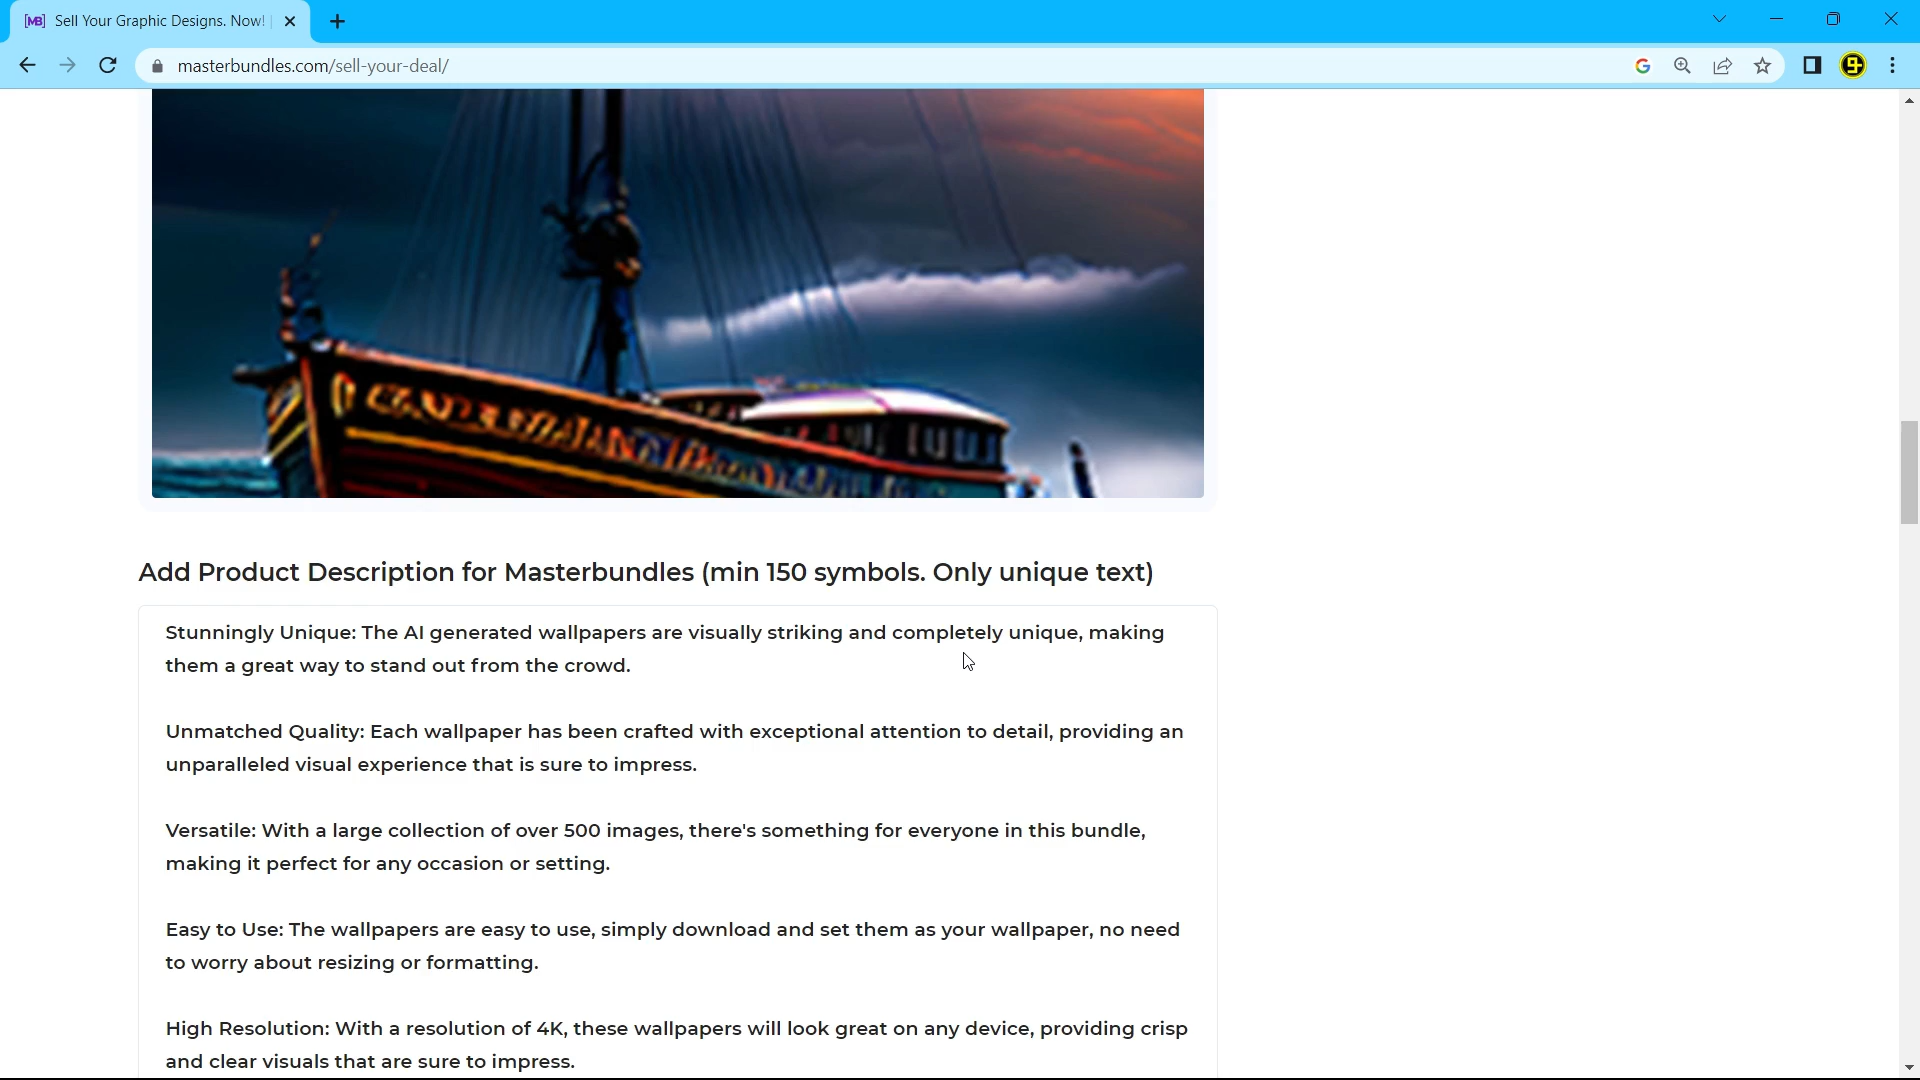 Sell Your Graphic Designs. Now!
masterbundles.com/sell-your-deal/
Add Product Description for Masterbundles (min 150 symbols. Only unique text)
Stunningly Unique: The AI generated wallpapers are visually striking and completely unique, making
them a great way to stand out from the crowd.
Unmatched Quality: Each wallpaper has been crafted with exceptional attention to detail, providing an
unparalleled visual experience that is sure to impress.
Versatile: With a large collection of over 500 images, there's something for everyone in this bundle,
making it perfect for any occasion or setting.
Easy to Use: The wallpapers are easy to use, simply download and set them as your wallpaper, no need
to worry about resizing or formatting.
High Resolution: With a resolution of 4K, these wallpapers will look great on any device, providing crisp
and clear visuals that are sure to impress.